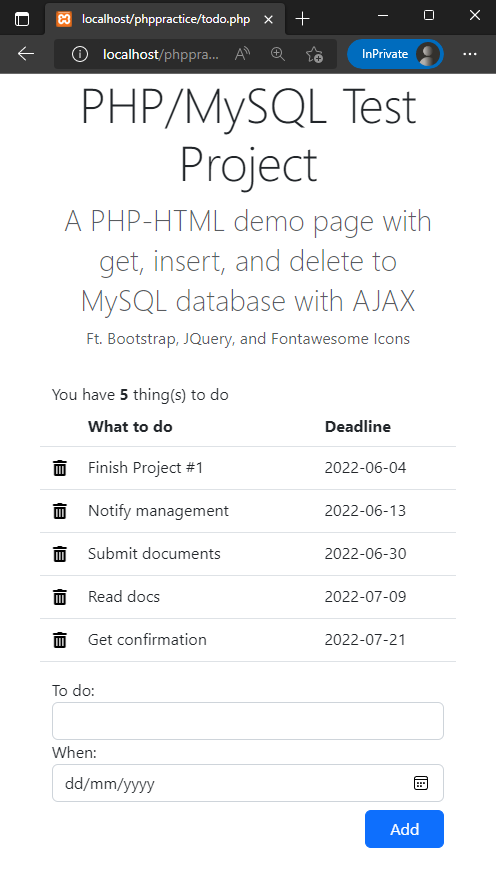 localhost/phppractice/todo.php
localhost/phppra...
InPrivate
PHP/MySQL Test
Project
A PHP-HTML demo page with
get, insert, and delete to
MySQL database with AJAX
Ft. Bootstrap, JQuery, and Fontawesome Icons
You have 5 thing(s) to do
What to do Deadline
Finish Project #1 2022-06-04
Notify management 2022-06-13
Submit documents 2022-06-30
Read docs 2022-07-09
Get confirmation 2022-07-21
To do:
When:
dd/mm/yyyy
Add